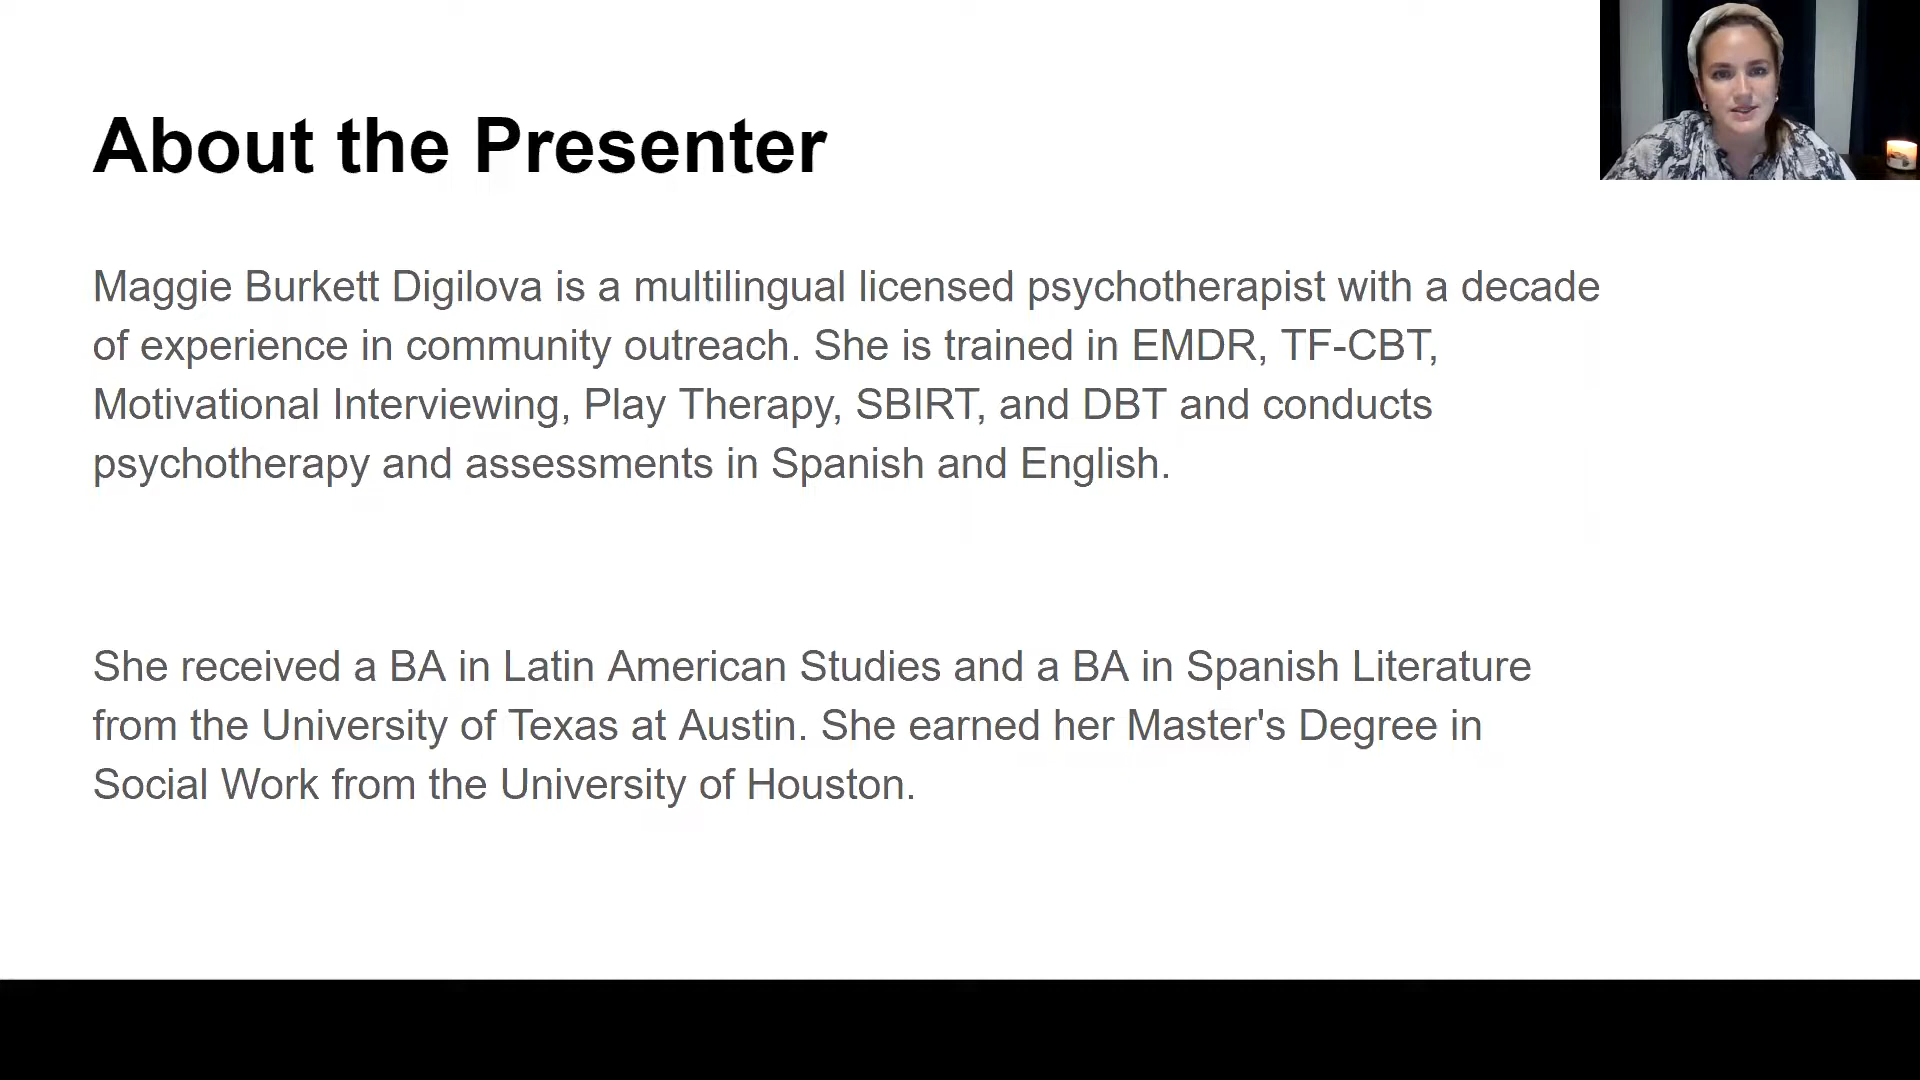 About the Presenter
Maggie Burkett Digilova is a multilingual licensed psychotherapist with a decade
of experience in community outreach. She is trained in EMDR, TF-CBT,
Motivational Interviewing, Play Therapy, SBIRT, and DBT and conducts
psychotherapy and assessments in Spanish and English.
She received a BA in Latin American Studies and a BA in Spanish Literature
from the University of Texas at Austin. She earned her Master's Degree in
Social Work from the University of Houston.